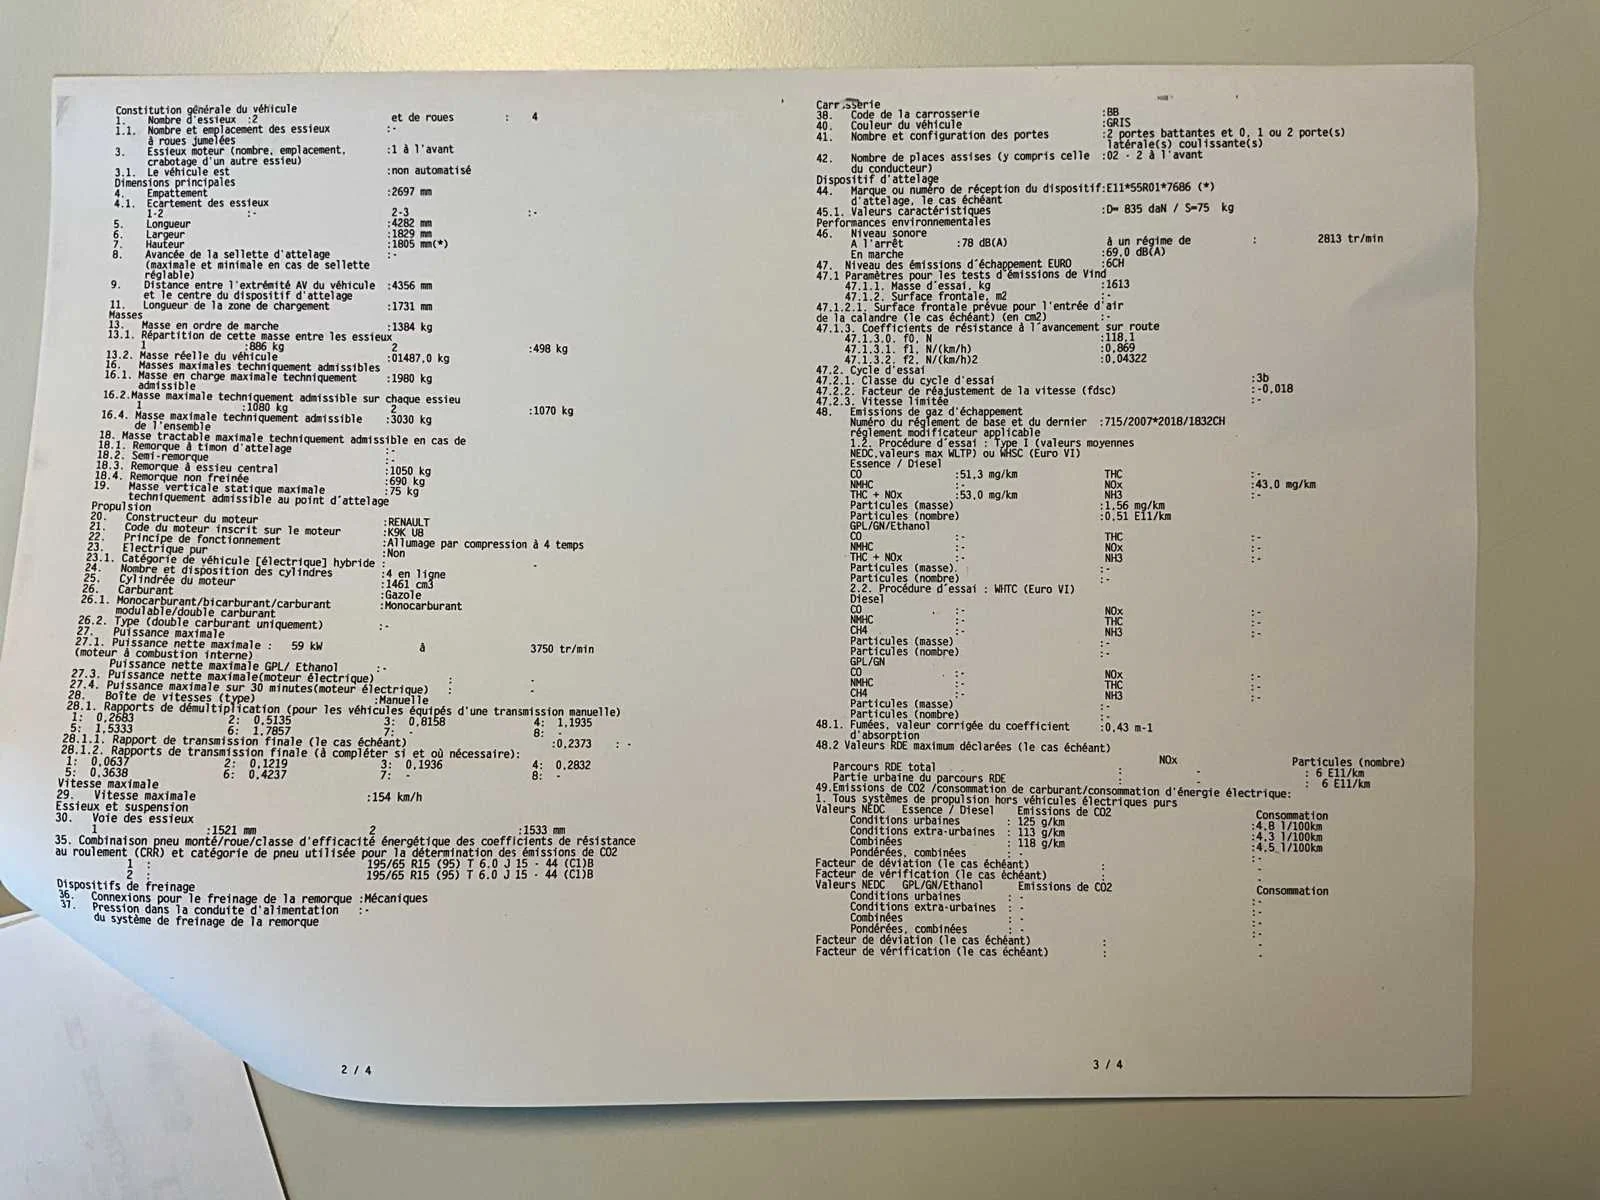 Constitution générale du véhicule
1. Nombre d'essieux :2 et de roues : 4
1.1. Nombre et emplacement des essieux :-
à roues jumelées
3. Essieux moteur (nombre, emplacement, :1 à l'avant
crabotage d'un autre essieu)
3.1. Le véhicule est :non automatisé
Dimensions principales
4. Empattement :2697 mm
4.1. Ecartement des essieux
1-2 :- 2-3 :-
5. Longueur :4282 mm
6. Largeur :1829 mm
7. Hauteur :1805 mm(*)
8. Avancée de la sellette d'attelage :-
(maximale et minimale en cas de sellette
réglable)
9. Distance entre l'extrémité AV du véhicule :4356 mm
et le centre du dispositif d'attelage
11. Longueur de la zone de chargement :1731 mm
Masses
13. Masse en ordre de marche :1384 kg
13.1. Répartition de cette masse entre les essieux
1 :886 kg 2 :498 kg
13.2. Masse réelle du véhicule :01487,0 kg
16. Masses maximales techniquement admissibles
16.1. Masse en charge maximale techniquement :1980 kg
admissible
16.2.Masse maximale techniquement admissible sur chaque essieu
1 :1080 kg 2 :1070 kg
16.4. Masse maximale techniquement admissible :3030 kg
de l'ensemble
18. Masse tractable maximale techniquement admissible en cas de
18.1. Remorque à timon d'attelage :-
18.2. Semi-remorque :-
18.3. Remorque à essieu central :1050 kg
18.4. Remorque non freinée :690 kg
19. Masse verticale statique maximale :75 kg
techniquement admissible au point d'attelage
Propulsion
20. Constructeur du moteur :RENAULT
21. Code du moteur inscrit sur le moteur :K9K U8
22. Principe de fonctionnement :Allumage par compression à 4 temps
23. Electrique pur :Non
23.1. Catégorie de véhicule [électrique] hybride : -
24. Nombre et disposition des cylindres :4 en ligne
25. Cylindrée du moteur :1461 cm3
26. Carburant :Gazole
26.1. Monocarburant/bicarburant/carburant :Monocarburant
modulable/double carburant
26.2. Type (double carburant uniquement) :-
27. Puissance maximale
27.1. Puissance nette maximale : 59 kW à 3750 tr/min
(moteur à combustion interne)
Puissance nette maximale GPL/ Ethanol :-
27.3. Puissance nette maximale(moteur électrique) : -
27.4. Puissance maximale sur 30 minutes(moteur électrique) : -
28. Boîte de vitesses (type) :Manuelle
28.1. Rapports de démultiplication (pour les véhicules équipés d'une transmission manuelle)
1: 0,2683 2: 0,5135 3: 0,8158 4: 1,1935
5: 1,5333 6: 1,7857 7: - 8: -
28.1.1. Rapport de transmission finale (le cas échéant) :0,2373 : -
28.1.2. Rapports de transmission finale (à compléter si et où nécessaire):
1: 0,0637 2: 0,1219 3: 0,1936 4: 0,2832
5: 0,3638 6: 0,4237 7: - 8: -
Vitesse maximale
29. Vitesse maximale :154 km/h
Essieux et suspension
30. Voie des essieux
1 :1521 mm 2 :1533 mm
35. Combinaison pneu monté/roue/classe d'efficacité énergétique des coefficients de résistance
au roulement (CRR) et catégorie de pneu utilisée pour la détermination des émissions de CO2
1 : 195/65 R15 (95) T 6.0 J 15 - 44 (C1)B
2 : 195/65 R15 (95) T 6.0 J 15 - 44 (C1)B
Dispositifs de freinage
36. Connexions pour le freinage de la remorque :Mécaniques
37. Pression dans la conduite d'alimentation :-
du système de freinage de la remorque
2 / 4
Carrosserie
38. Code de la carrosserie :BB
40. Couleur du véhicule :GRIS
41. Nombre et configuration des portes :2 portes battantes et 0, 1 ou 2 porte(s)
latérale(s) coulissante(s)
42. Nombre de places assises (y compris celle :02 - 2 à l'avant
du conducteur)
Dispositif d'attelage
44. Marque ou numéro de réception du dispositif:E11*55R01*7686 (*)
d'attelage, le cas échéant
45.1. Valeurs caractéristiques :D= 835 daN / S=75 kg
Performances environnementales
46. Niveau sonore
A l'arrêt :78 dB(A) à un régime de : 2813 tr/min
En marche :69,0 dB(A)
47. Niveau des émissions d'échappement EURO :6CH
47.1 Paramètres pour les tests d'émissions de Vind
47.1.1. Masse d'essai, kg :1613
47.1.2. Surface frontale, m2 :-
47.1.2.1. Surface frontale prévue pour l'entrée d'air
de la calandre (le cas échéant) (en cm2) :-
47.1.3. Coefficients de résistance à l'avancement sur route
47.1.3.0. f0, N :118,1
47.1.3.1. f1, N/(km/h) :0,869
47.1.3.2. f2, N/(km/h)2 :0,04322
47.2. Cycle d'essai
47.2.1. Classe du cycle d'essai :3b
47.2.2. Facteur de réajustement de la vitesse (fdsc) :-0,018
47.2.3. Vitesse limitée :-
48. Emissions de gaz d'échappement
Numéro du réglement de base et du dernier :715/2007*2018/1832CH
réglement modificateur applicable
1.2. Procédure d'essai : Type I (valeurs moyennes
NEDC,valeurs max WLTP) ou WHSC (Euro VI)
Essence / Diesel
CO :51,3 mg/km THC :-
NMHC :- NOx :43,0 mg/km
THC + NOx :53,0 mg/km NH3 :-
Particules (masse) :1,56 mg/km
Particules (nombre) :0,51 E11/km
GPL/GN/Ethanol
CO :- THC :-
NMHC :- NOx :-
THC + NOx :- NH3 :-
Particules (masse). :-
Particules (nombre) :-
2.2. Procédure d'essai : WHTC (Euro VI)
Diesel
CO :- NOx :-
NMHC :- THC :-
CH4 :- NH3 :-
Particules (masse) :-
Particules (nombre) :-
GPL/GN
CO :- NOx :-
NMHC :- THC :-
CH4 :- NH3 :-
Particules (masse) :-
Particules (nombre) :-
48.1. Fumées, valeur corrigée du coefficient :0,43 m-1
d'absorption
48.2 Valeurs RDE maximum déclarées (le cas échéant)
NOx Particules (nombre)
Parcours RDE total : - : 6 E11/km
Partie urbaine du parcours RDE : - : 6 E11/km
49.Emissions de CO2 /consommation de carburant/consommation d'énergie électrique:
1. Tous systèmes de propulsion hors véhicules électriques purs
Valeurs NEDC Essence / Diesel Emissions de CO2 Consommation
Conditions urbaines : 125 g/km :4,8 l/100km
Conditions extra-urbaines : 113 g/km :4,3 l/100km
Combinées : 118 g/km :4,5 l/100km
Pondérées, combinées : - :-
Facteur de déviation (le cas échéant) : -
Facteur de vérification (le cas échéant) : -
Valeurs NEDC GPL/GN/Ethanol Emissions de CO2 Consommation
Conditions urbaines : - :-
Conditions extra-urbaines : - :-
Combinées : - :-
Pondérées, combinées : - :-
Facteur de déviation (le cas échéant) : -
Facteur de vérification (le cas échéant) : -
3 / 4